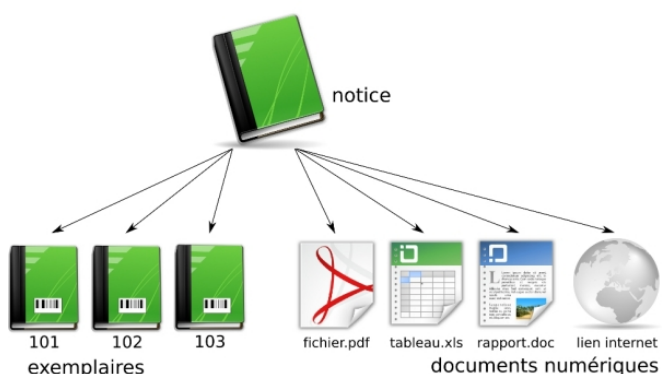 notice
101 102 103
exemplaires
fichier.pdf tableau.xls rapport.doc lien internet
documents numériques